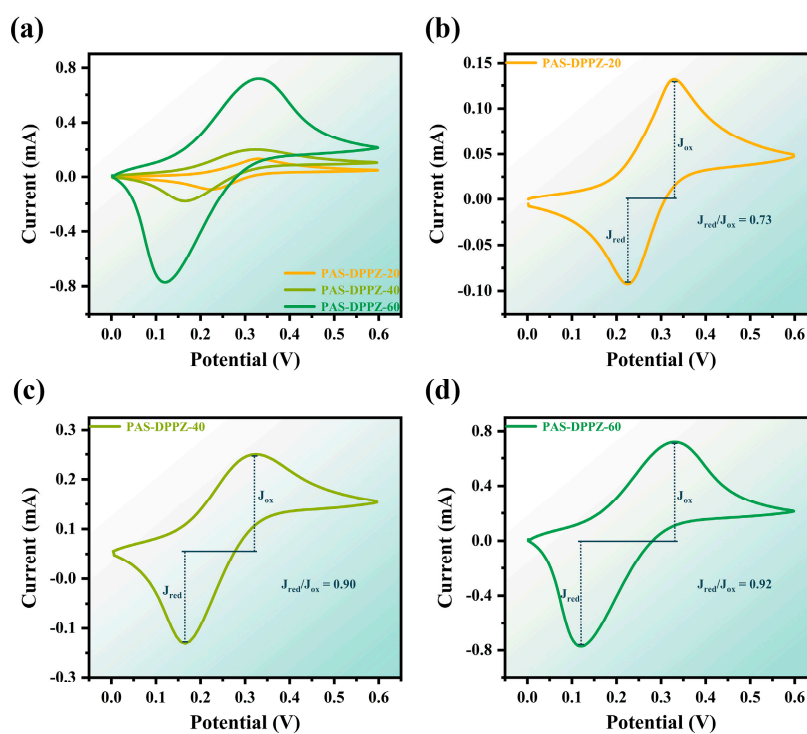 (a)
0.8
0.4
0.0
-0.4
-0.8
Current (mA)
PAS-DPPZ-20
PAS-DPPZ-40
PAS-DPPZ-60
0.0 0.1 0.2 0.3 0.4 0.5 0.6
Potential (V)
(b)
PAS-DPPZ-20
0.15
0.10
0.05
0.00
-0.05
-0.10
Current (mA)
Jox
Jred
Jred/Jox = 0.73
0.0 0.1 0.2 0.3 0.4 0.5 0.6
Potential (V)
(c)
PAS-DPPZ-40
0.3
0.2
0.1
-0.0
-0.1
-0.3
Current (mA)
Jox
Jred
Jred/Jox = 0.90
0.0 0.1 0.2 0.3 0.4 0.5 0.6
Potential (V)
(d)
PAS-DPPZ-60
0.8
0.4
0.0
-0.4
-0.8
Current (mA)
Jox
Jred
Jred/Jox = 0.92
0.0 0.1 0.2 0.3 0.4 0.5 0.6
Potential (V)